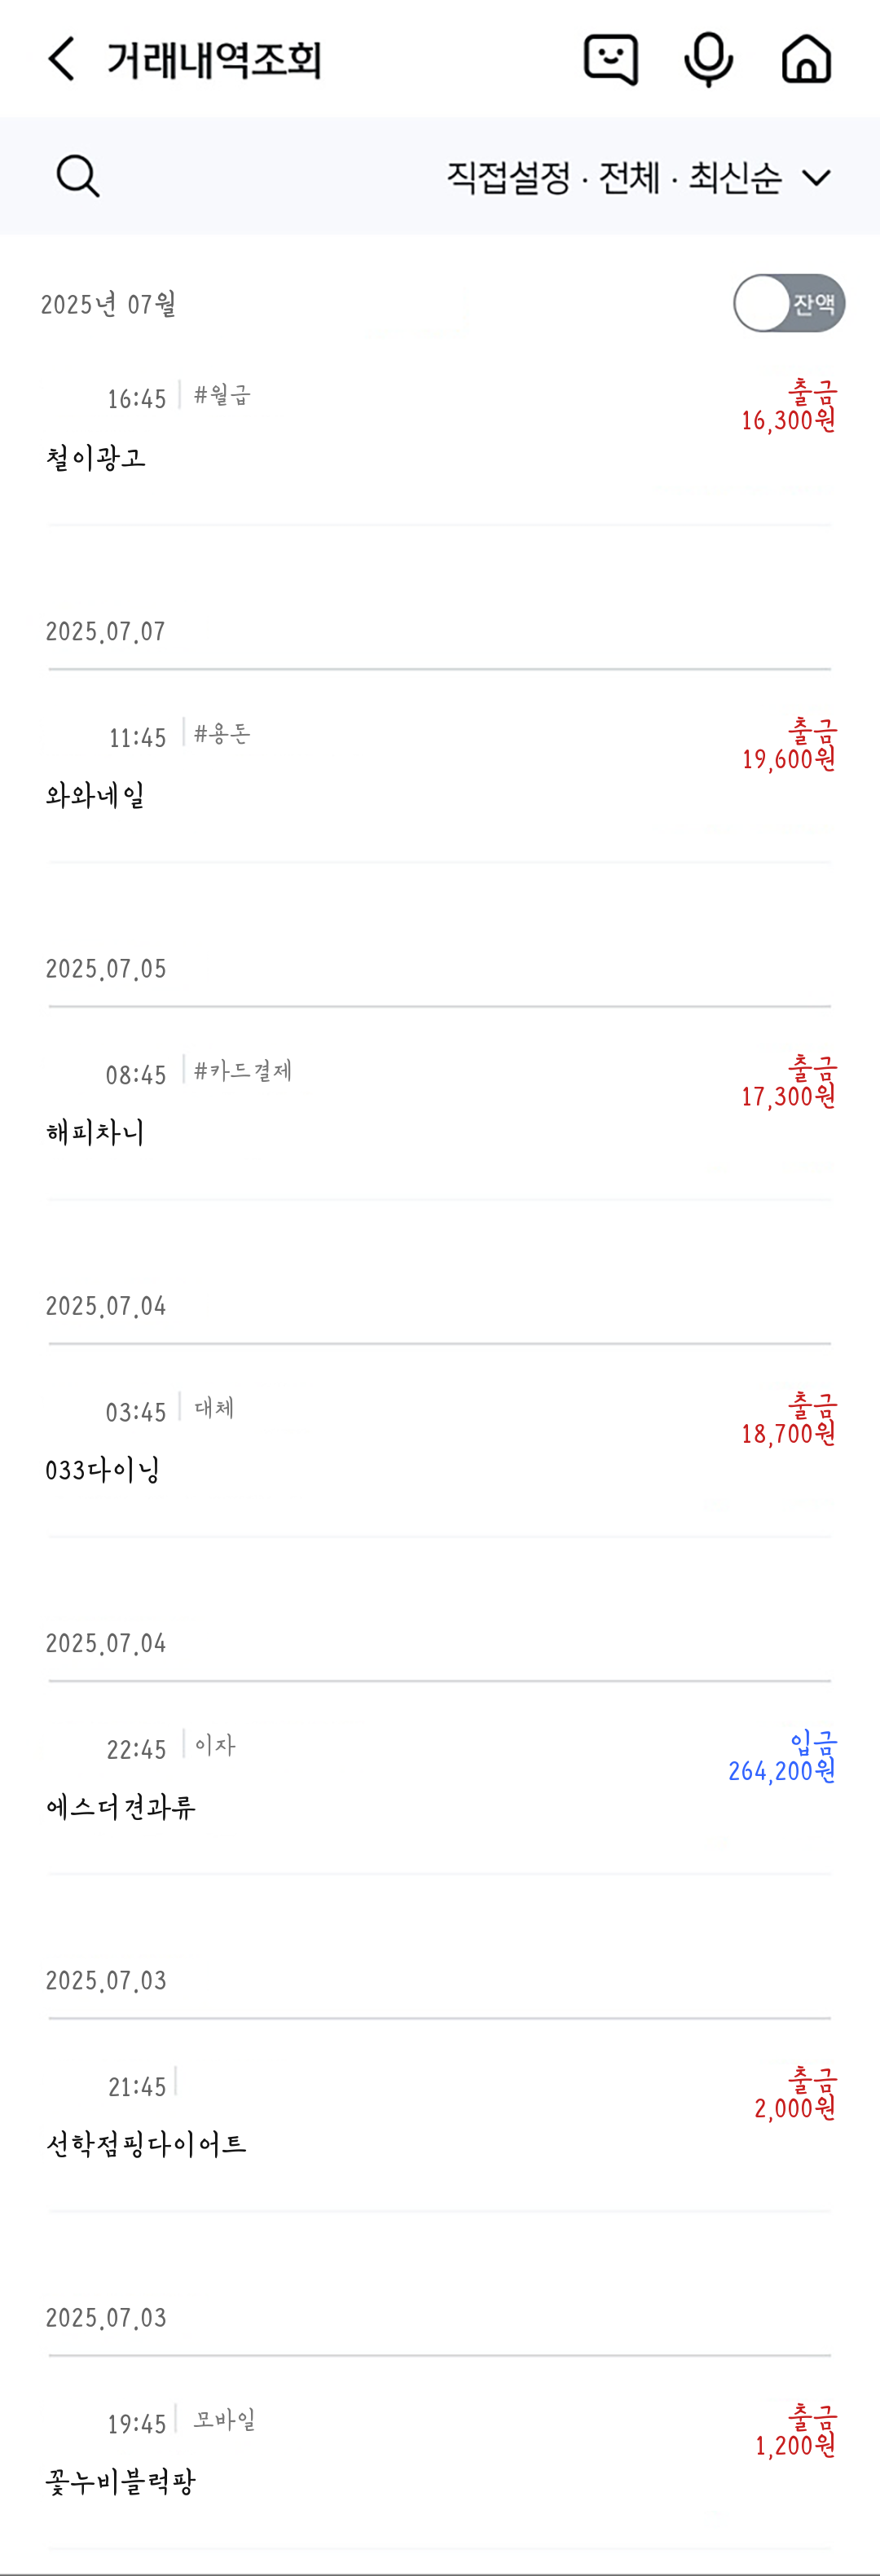 거래내역조회
직접설정 · 전체 · 최신순
2025년 07월
잔액
16:45 #월급
출금
16,300원
철이광고
2025.07.07
11:45 #용돈
출금
19,600원
와와네일
2025.07.05
08:45 #카드결제
출금
17,300원
해피차니
2025.07.04
03:45 대체
출금
18,700원
033다이닝
2025.07.04
22:45 이자
입금
264,200원
에스더견과류
2025.07.03
21:45
출금
2,000원
선학점핑다이어트
2025.07.03
19:45 모바일
출금
1,200원
꽃누비블럭팡